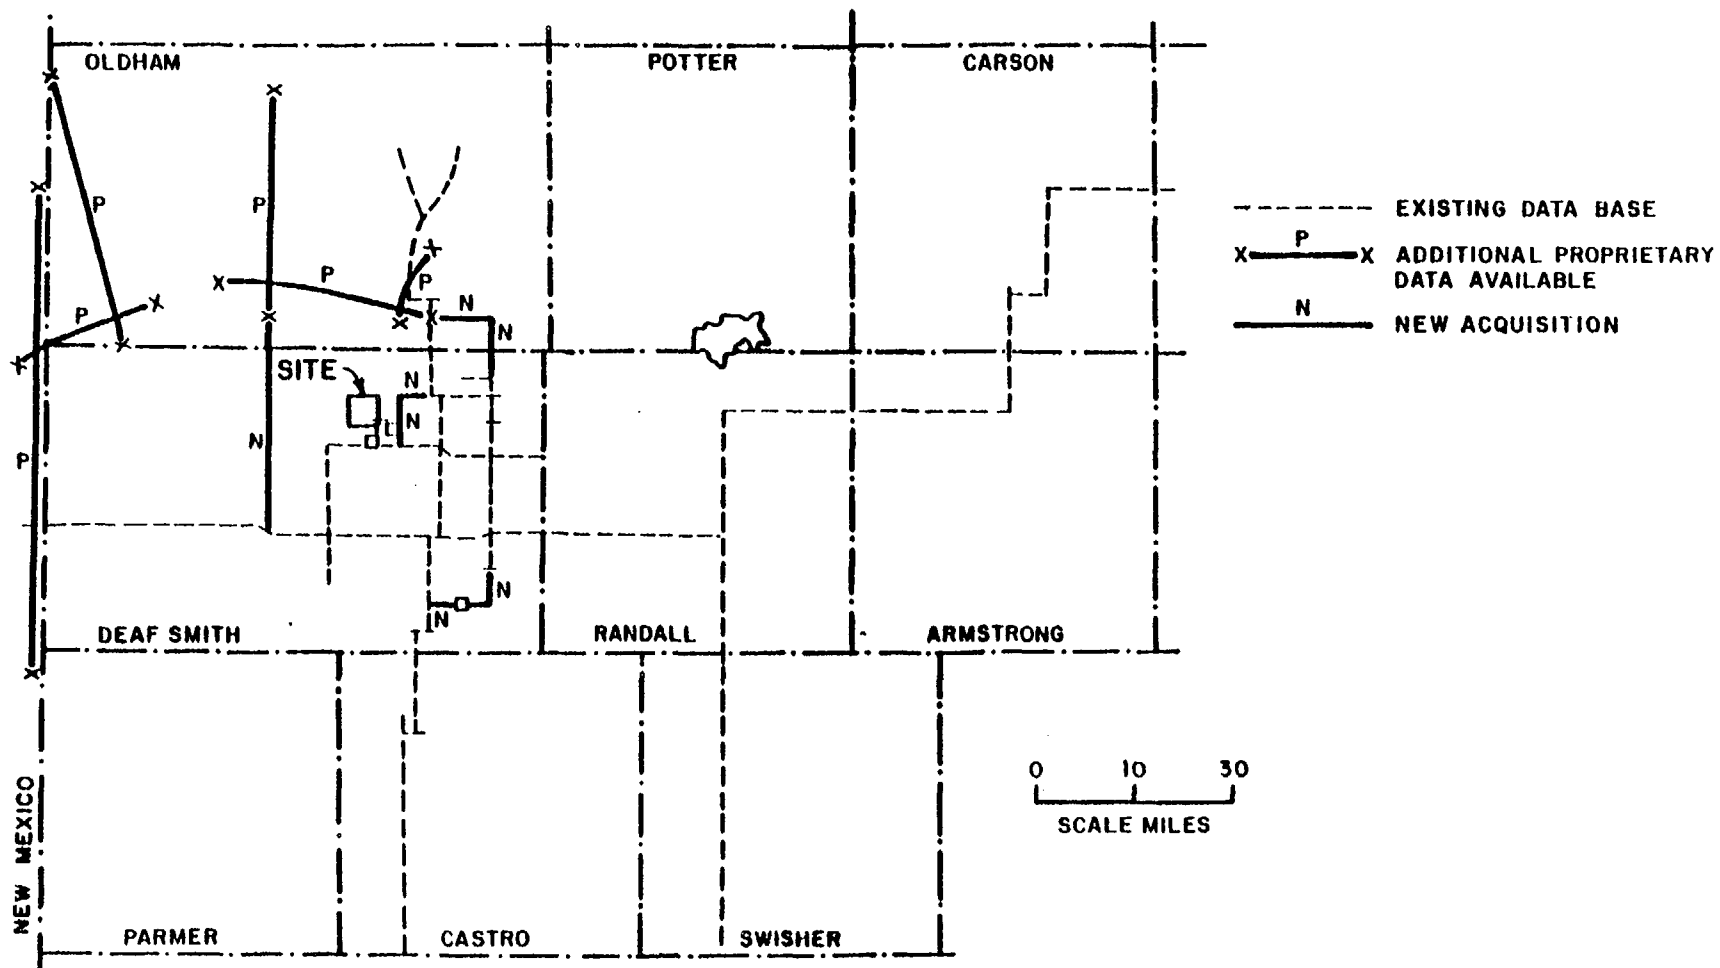 OLDHAM
POTTER
CARSON
X
X
X
P
P
X
P
X
P
X
P
X
X
X
P
X
X
N
N
X
X
SITE
N
N
N
P
L
N
N
X
DEAF SMITH
RANDALL
ARMSTRONG
NEW MEXICO
PARMER
CASTRO
SWISHER
EXISTING DATA BASE
X P X ADDITIONAL PROPRIETARY
DATA AVAILABLE
N NEW ACQUISITION
0 10 30
SCALE MILES